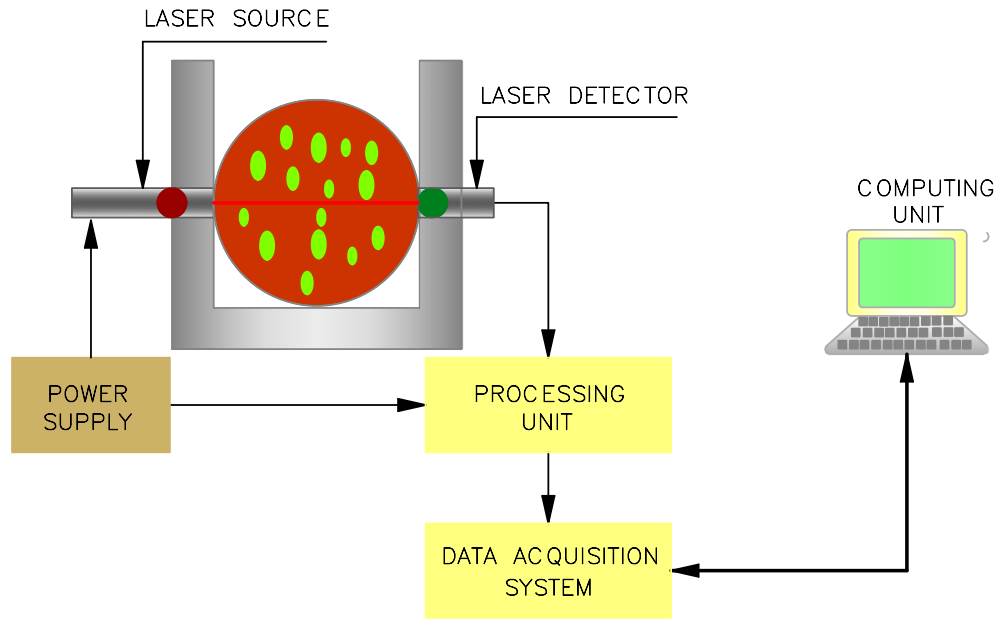 LASER SOURCE
LASER DETECTOR
COMPUTING
UNIT
POWER
SUPPLY
PROCESSING
UNIT
DATA ACQUISITION
SYSTEM